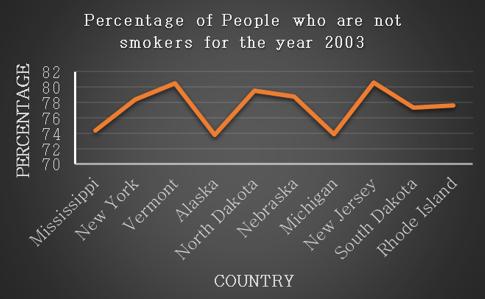 Percentage of People who are not
smokers for the year 2003
PERCENTAGE
82
80
78
76
74
72
70
Mississippi
New York
Vermont
Alaska
North Dakota
Nebraska
Michigan
New Jersey
South Dakota
Rhode Island
COUNTRY